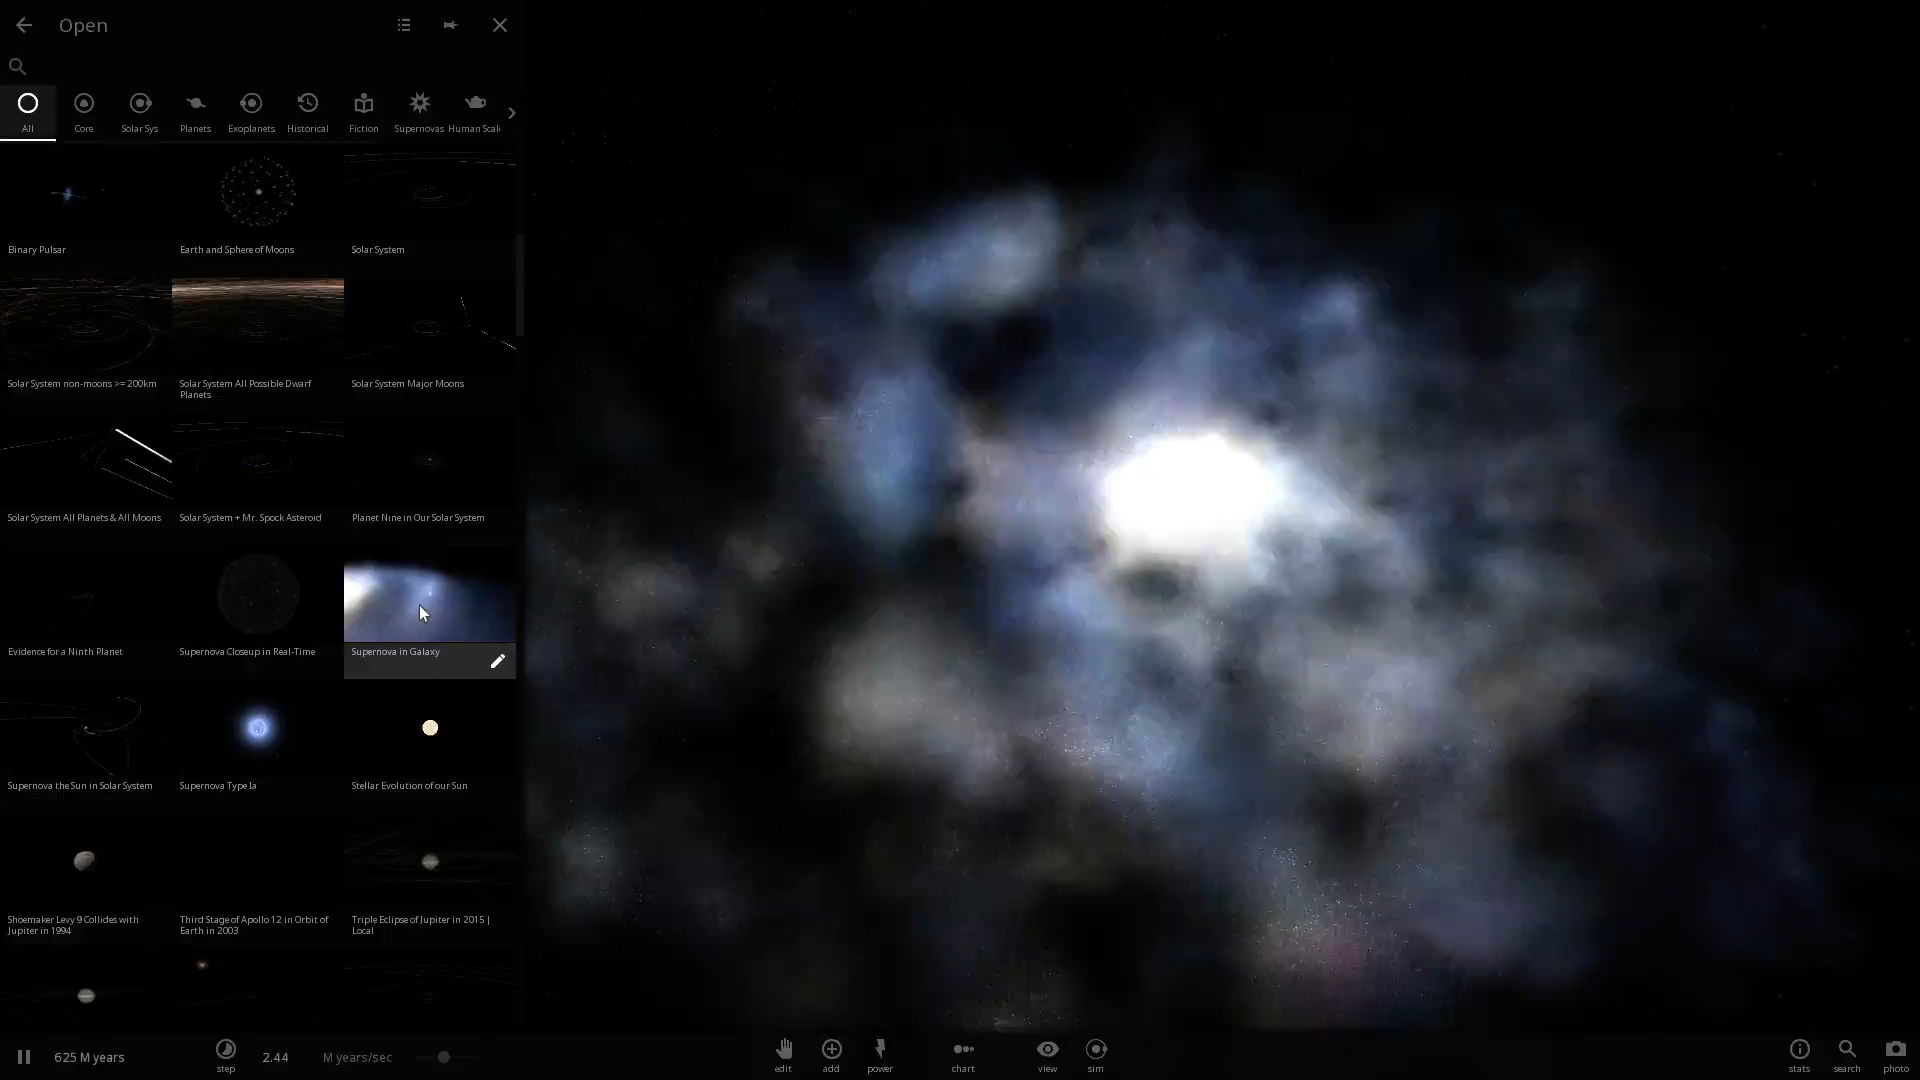 Open
All
Core
Solar Sys
Planets
Exoplanets
Historical
Fiction
Supernovas
Human Scale
Binary Pulsar
Earth and Sphere of Moons
Solar System
Solar System non-moons >= 200km
Solar System All Possible Dwarf
Planets
Solar System Major Moons
Solar System All Planets & All Moons
Solar System + Mr. Spock Asteroid
Planet Nine in Our Solar System
Evidence for a Ninth Planet
Supernova Closeup in Real-Time
Supernova in Galaxy
Supernova the Sun in Solar System
Supernova Type Ia
Stellar Evolution of our Sun
Shoemaker Levy 9 Collides with
Jupiter in 1994
Third Stage of Apollo 12 in Orbit of
Earth in 2003
Triple Eclipse of Jupiter in 2015 |
Local
625 M years
step
2.44
M years/sec
edit
add
power
chart
view
sim
stats
search
photo